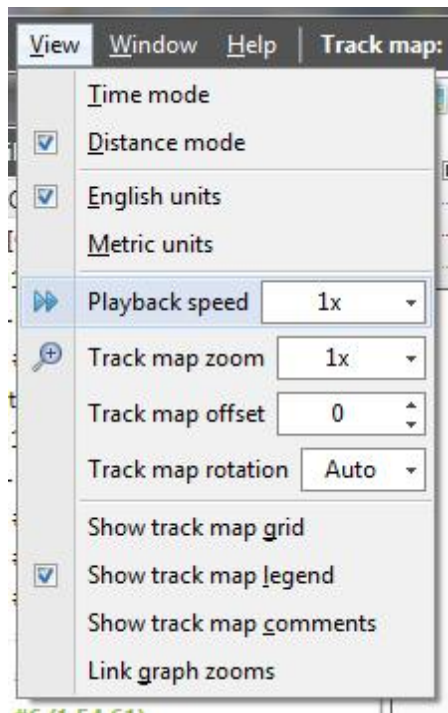 View Window Help Track map:
Time mode
Distance mode
English units
Metric units
Playback speed 1x
Track map zoom 1x
Track map offset 0
Track map rotation Auto
Show track map grid
Show track map legend
Show track map comments
Link graph zooms